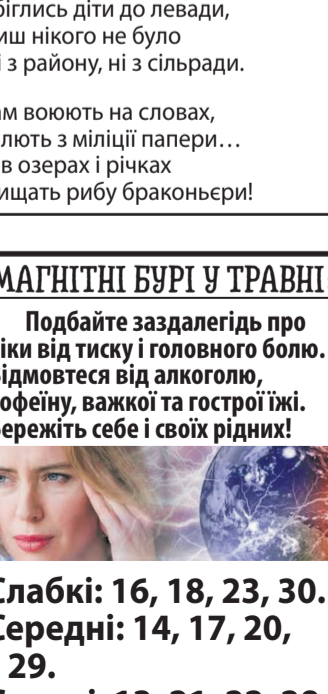 біглись діти до левади,
иш нікого не було
і з району, ні з сільради.
ам воюють на словах,
лють з міліції папери…
в озерах і річках
ищать рибу браконьєри!
МАГНІТНІ БУРІ У ТРАВНІ
Подбайте заздалегідь про
іки від тиску і головного болю.
ідмовтеся від алкоголю,
офеїну, важкої та гострої їжі.
ережіть себе і своїх рідних!
Слабкі: 16, 18, 23, 30.
Середні: 14, 17, 20,
29.